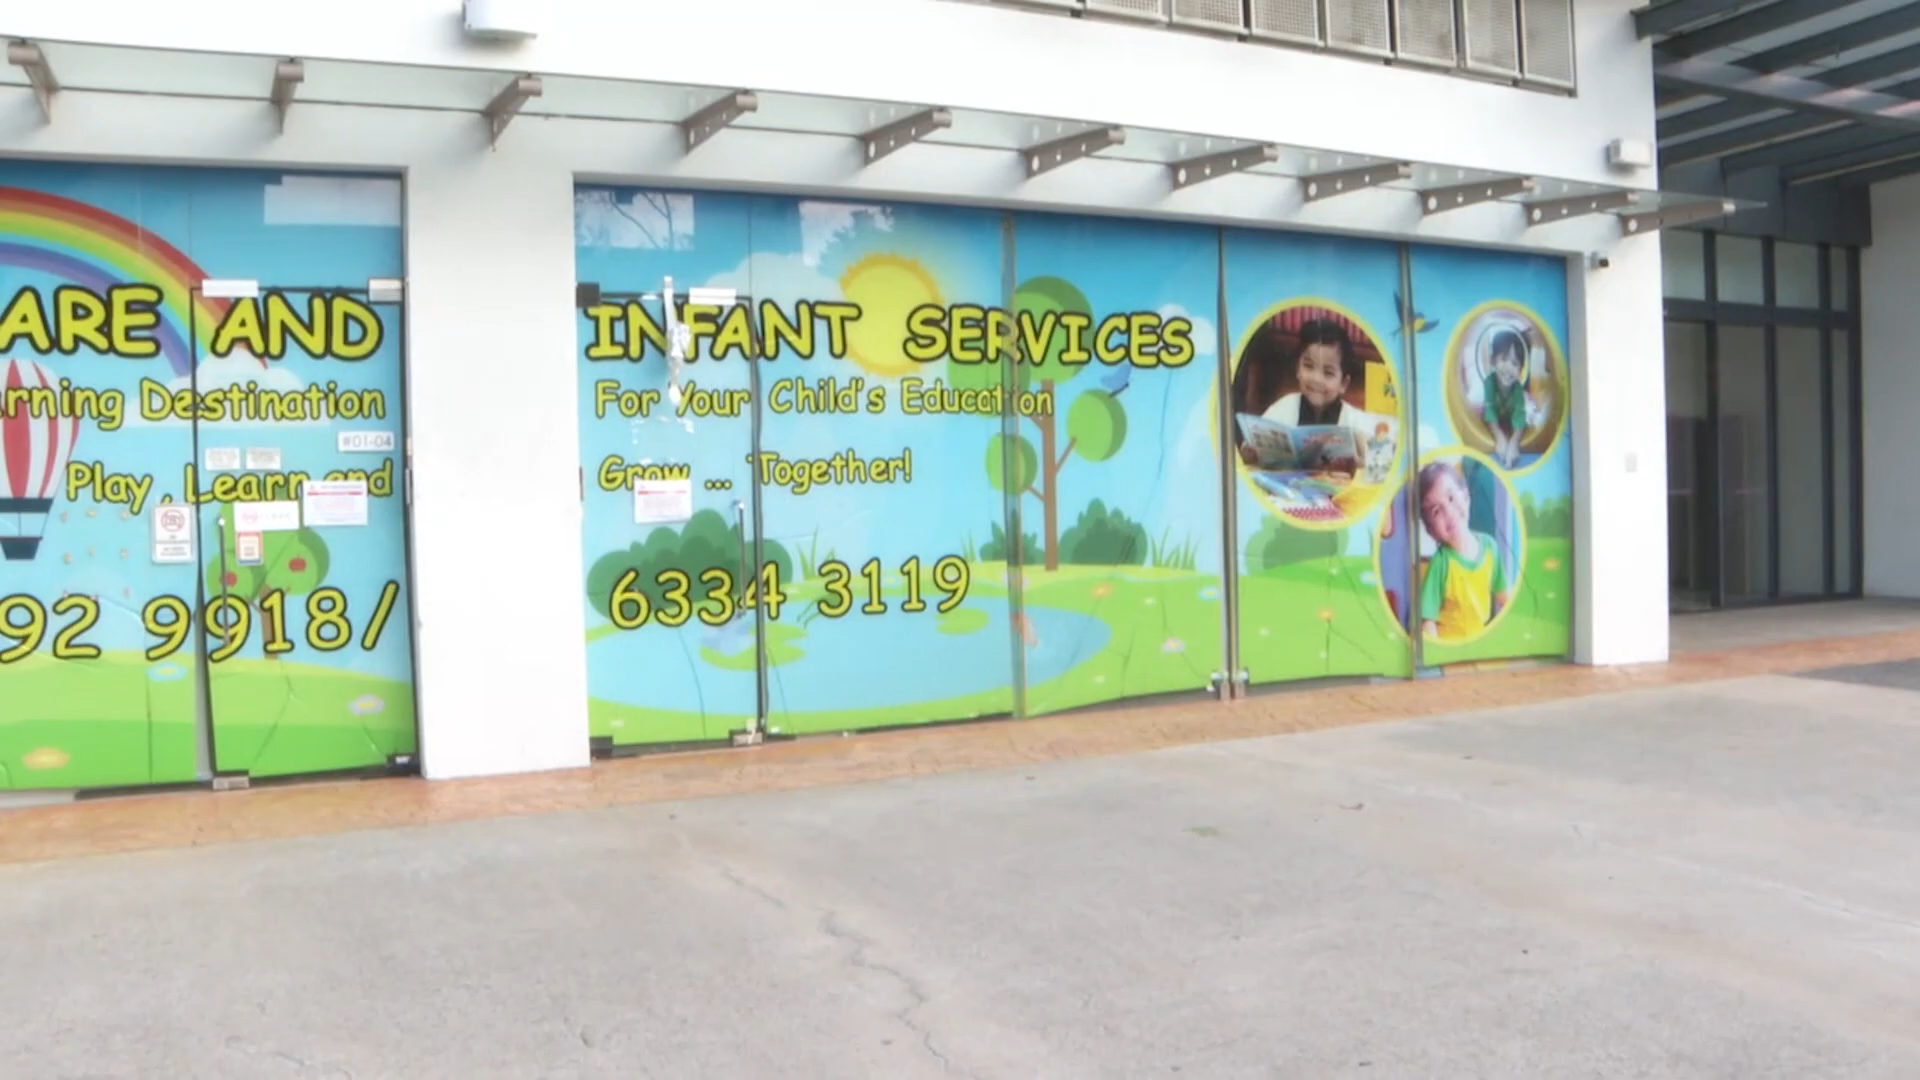 ARE AND INFANT SERVICES
rning Destination For Your Child's Education
#01-04
Play, Learn and Grow ... Together!
92 9918/ 6334 3119